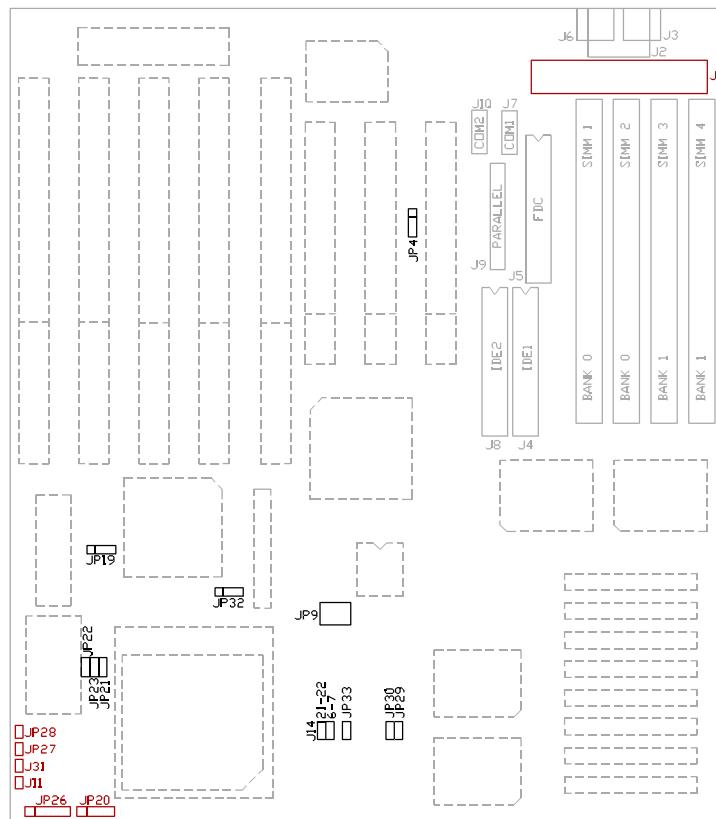 J6
J3
J2
J
J10
J7
COM2
COM1
SIMM 1
SIMM 2
SIMM 3
SIMM 4
PARALLEL
FDC
JP4
J9
J5
IDE2
IDE1
BANK 0
BANK 0
BANK 1
BANK 1
J8
J4
JP19
JP32
JP9
JP22
JP23
JP21
J14
21-22
6-7
JP33
JP30
JP29
JP28
JP27
J31
J11
JP26
JP20